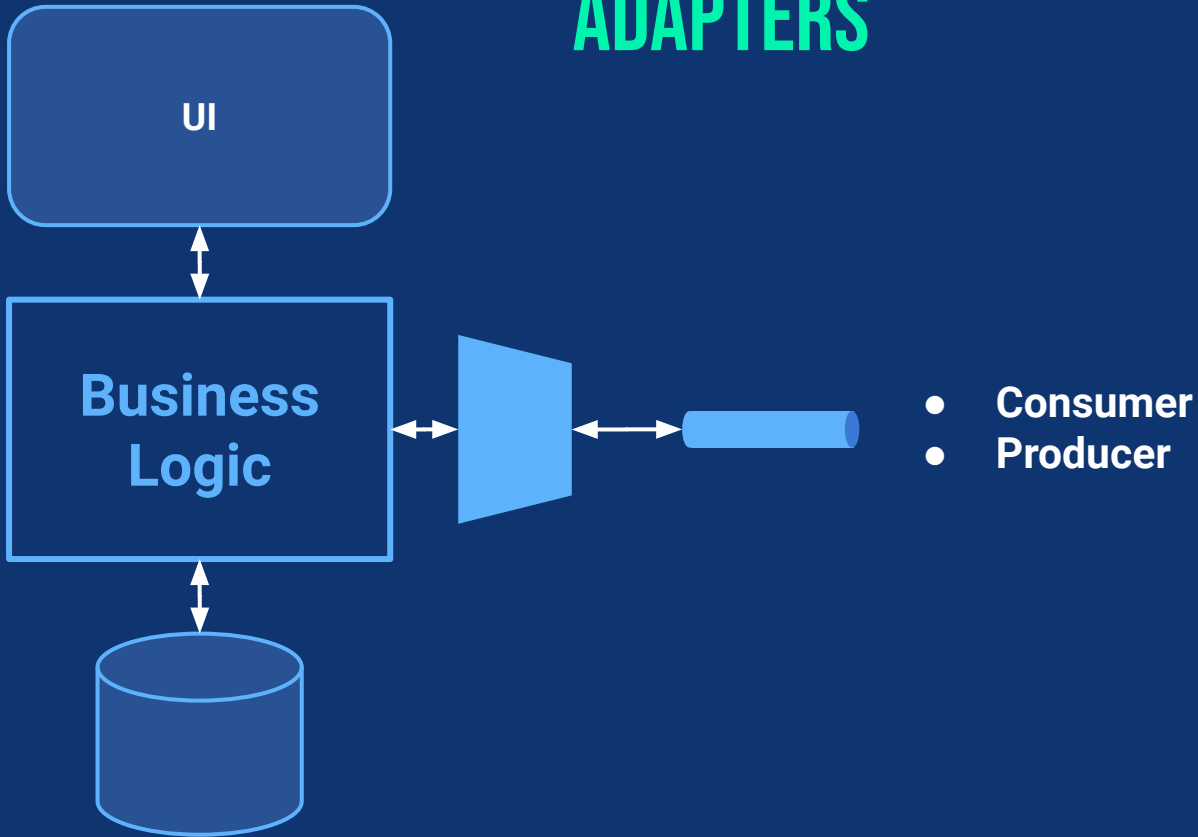 ADAPTERS
UI
Business
Logic
● Consumer
● Producer